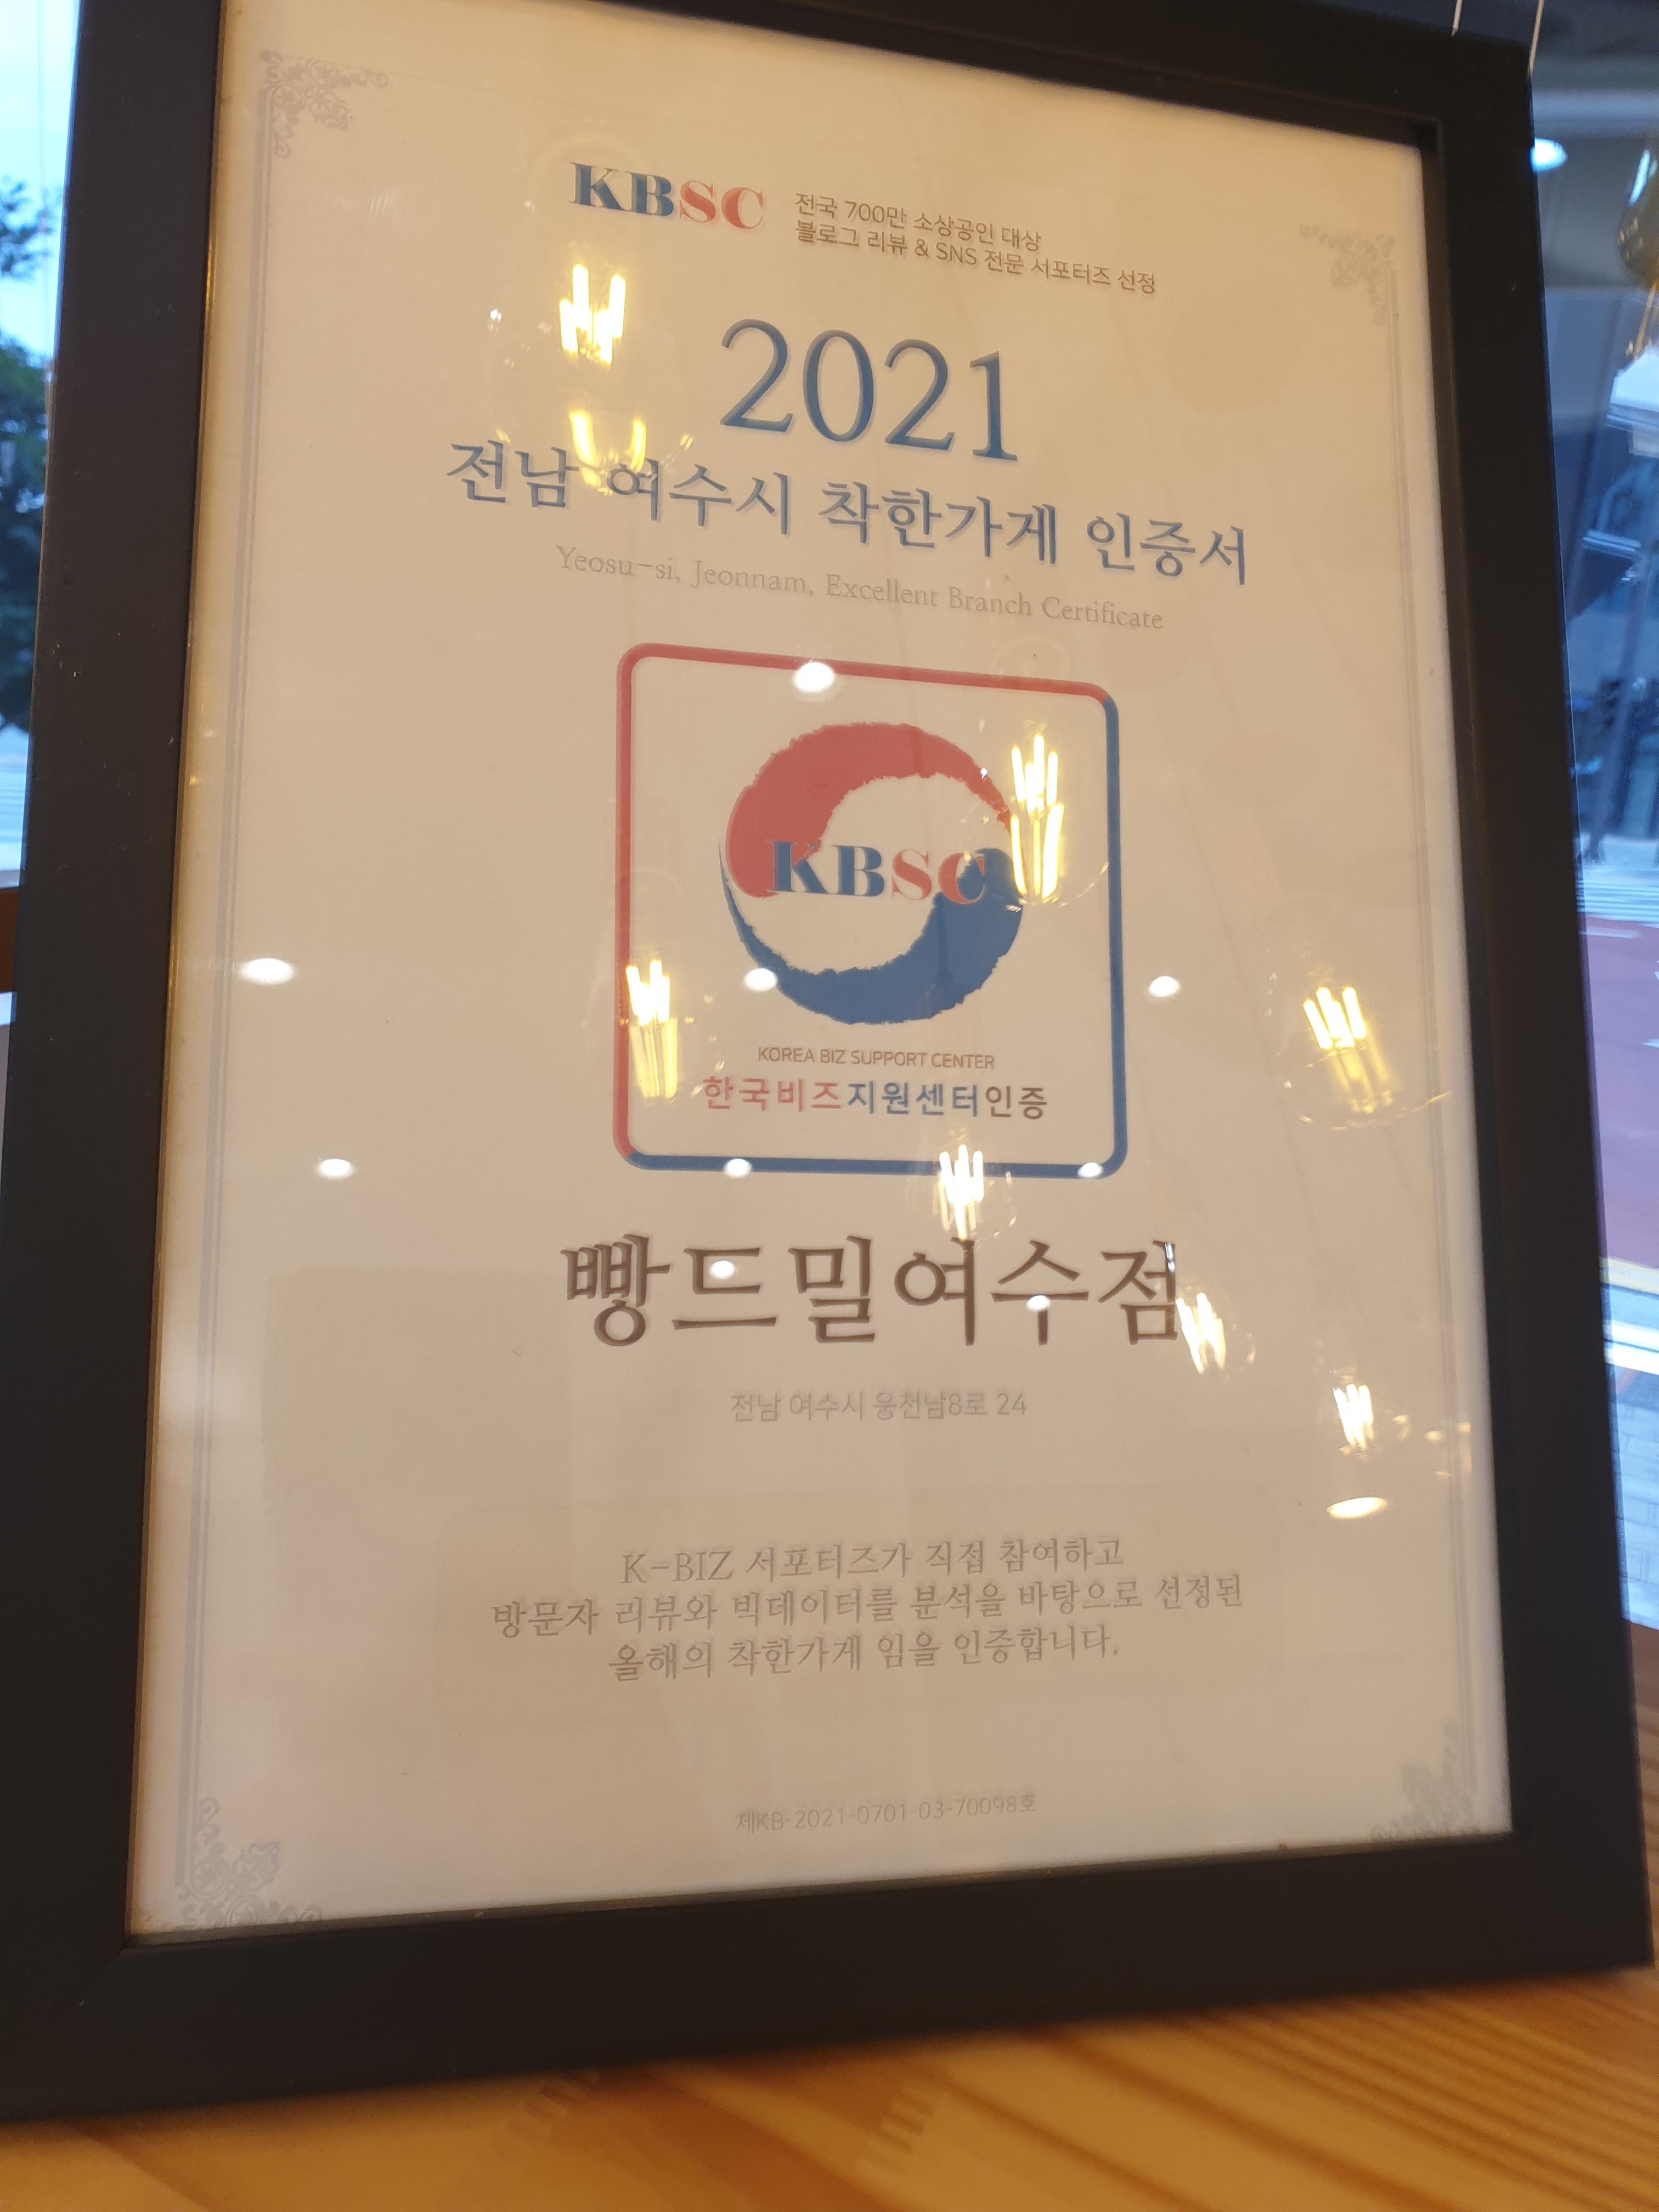 KBSC
전국 700만 소상공인 대상
블로그 리뷰 & SNS 전문 서포터즈 선정
2021
전남 여수시 착한가게 인증서
Yeosu-si, Jeonnam, Excellent Branch Certificate
KBSC
KOREA BIZ SUPPORT CENTER
한국비즈지원센터인증
빵드밀여수점
전남 여수시 웅천남8로 24
K-BIZ 서포터즈가 직접 참여하고
방문자 리뷰와 빅데이터를 분석을 바탕으로 선정된
올해의 착한가게 임을 인증합니다.
제KB-2021-0701-03-70098호